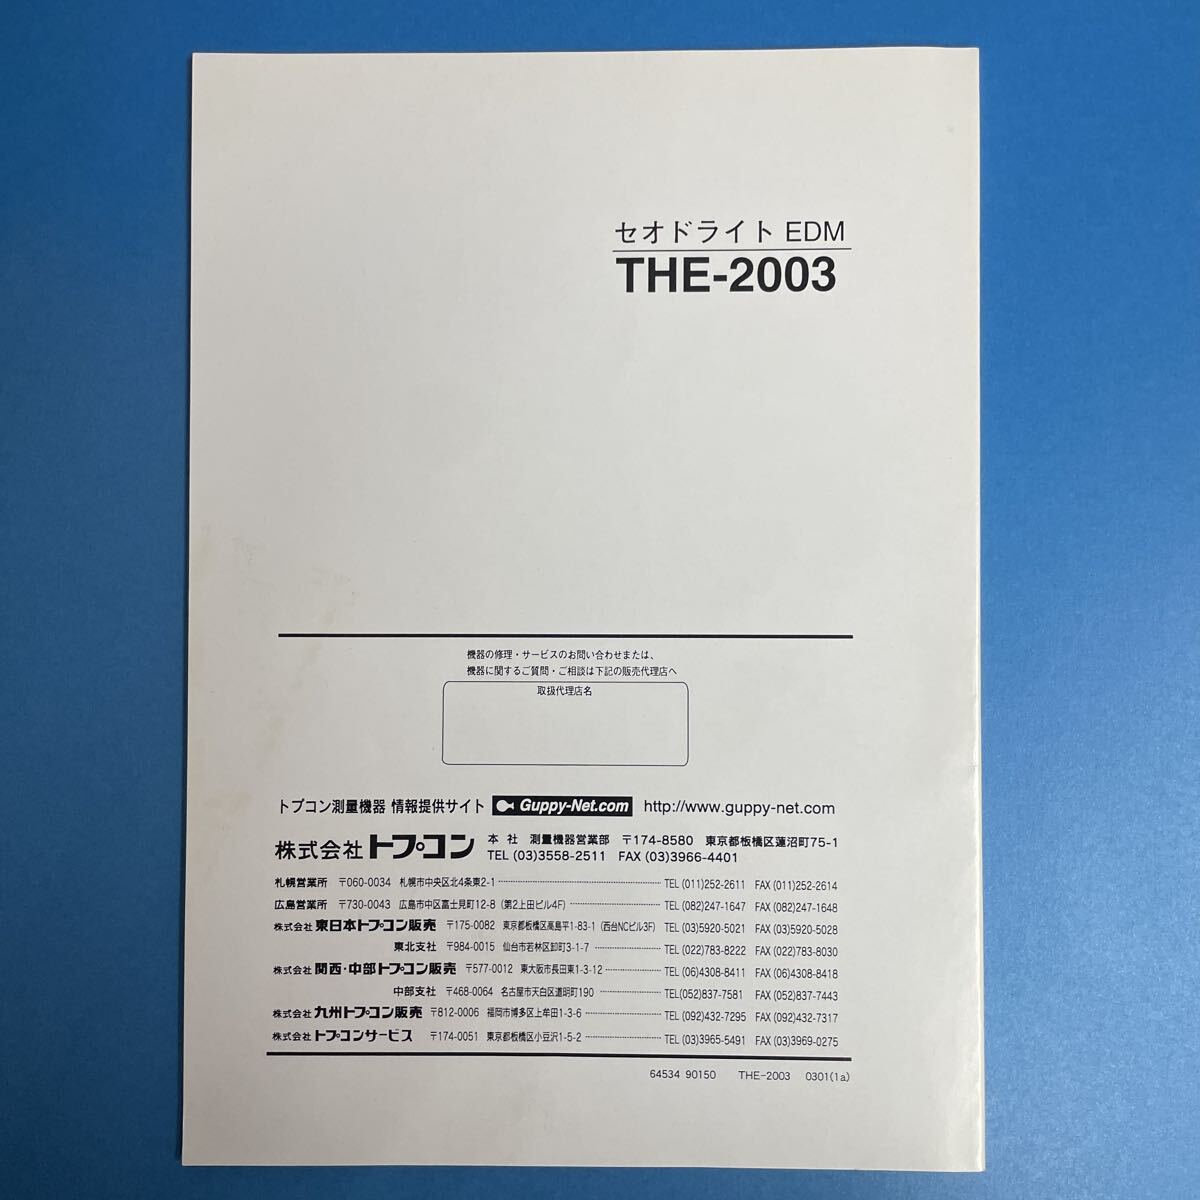 セオドライト EDM
THE-2003
機器の修理・サービスのお問い合わせまたは、
機器に関するご質問・ご相談は下記の販売代理店へ
取扱代理店名
トプコン測量機器 情報提供サイト Guppy-Net.com http://www.guppy-net.com
株式会社 トプコン 本 社 測量機器営業部 〒174-8580 東京都板橋区蓮沼町75-1
TEL (03)3558-2511 FAX (03)3966-4401
札幌営業所 〒060-0034 札幌市中央区北4条東2-1 TEL (011)252-2611 FAX (011)252-2614
広島営業所 〒730-0043 広島市中区富士見町12-8 (第2上田ビル4F) TEL (082)247-1647 FAX (082)247-1648
株式会社 東日本トプコン販売 〒175-0082 東京都板橋区高島平1-83-1 (西台NCビル3F) TEL (03)5920-5021 FAX (03)5920-5028
東北支社 〒984-0015 仙台市若林区卸町3-1-7 TEL (022)783-8222 FAX (022)783-8030
株式会社 関西・中部トプコン販売 〒577-0012 東大阪市長田東1-3-12 TEL (06)4308-8411 FAX (06)4308-8418
中部支社 〒468-0064 名古屋市天白区道明町190 TEL(052)837-7581 FAX (052)837-7443
株式会社 九州トプコン販売 〒812-0006 福岡市博多区上牟田1-3-6 TEL (092)432-7295 FAX (092)432-7317
株式会社 トプコンサービス 〒174-0051 東京都板橋区小豆沢1-5-2 TEL (03)3965-5491 FAX (03)3969-0275
64534 90150 THE-2003 0301(1a)